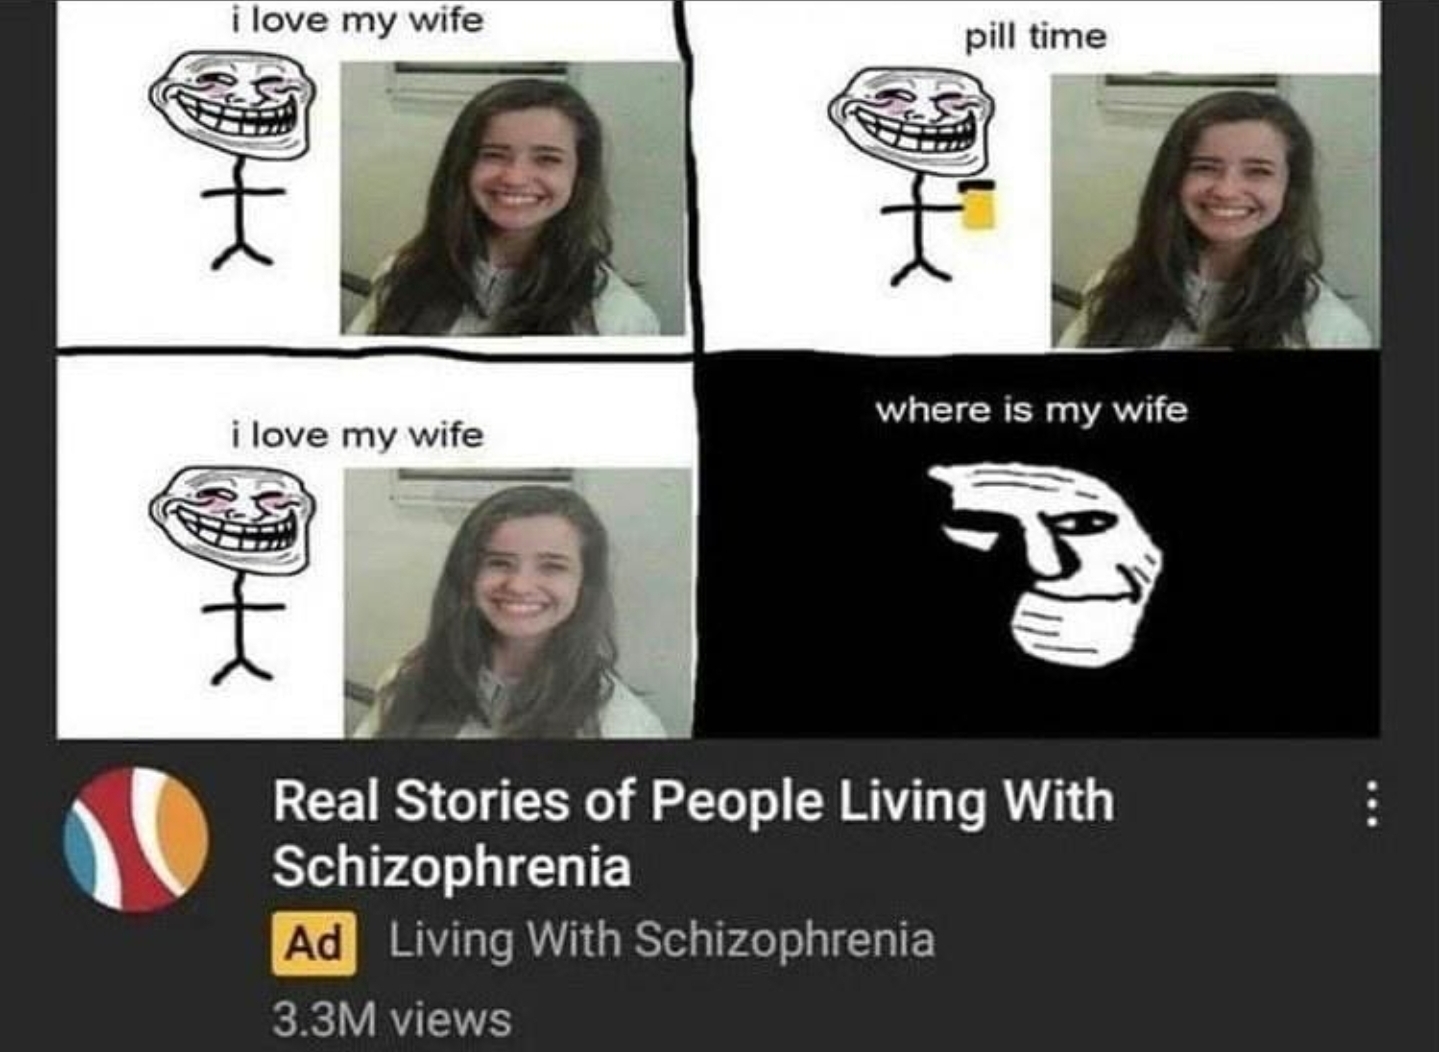 i love my wife
pill time
i love my wife
where is my wife
Real Stories of People Living With
Schizophrenia
Ad Living With Schizophrenia
3.3M views